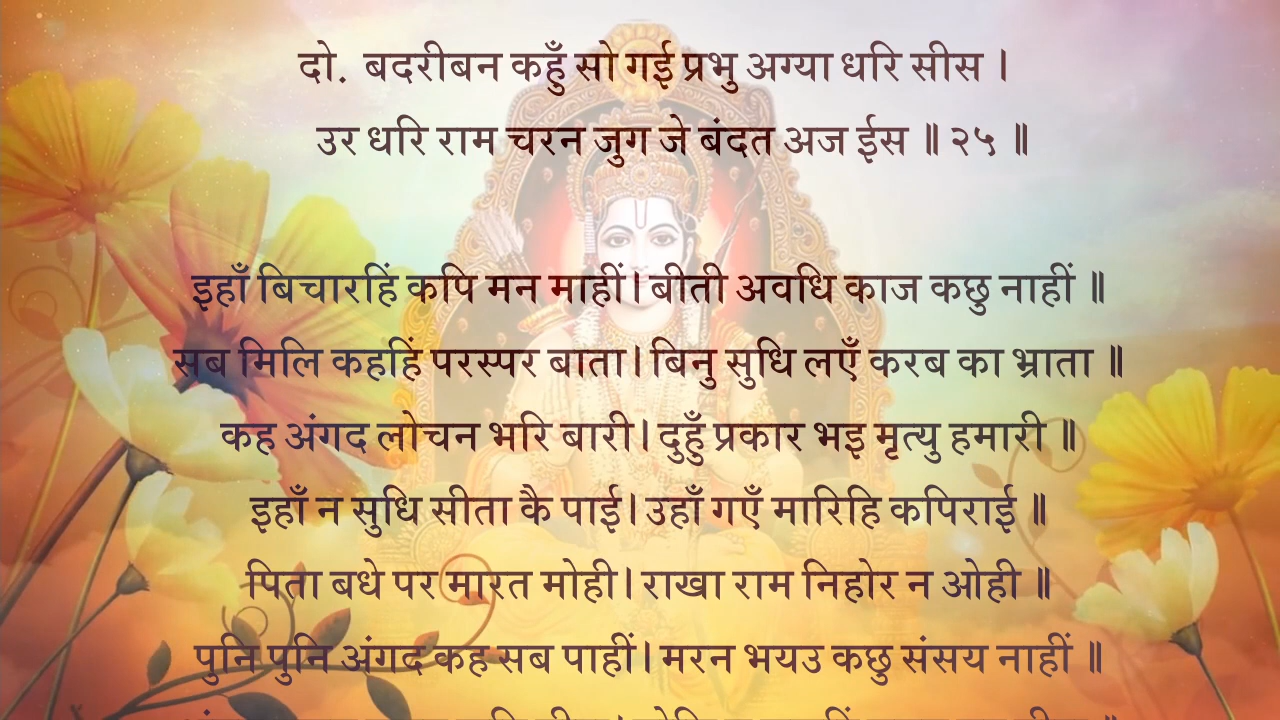 दो. बदरीबन कहुँ सो गई प्रभु अग्या धरि सीस ।
उर धरि राम चरन जुग जे बंदत अज ईस ॥ २५ ॥
इहाँ बिचारहिं कपि मन माहीं। बीती अवधि काज कछु नाहीं ॥
सब मिलि कहहिं परस्पर बाता। बिनु सुधि लएँ करब का भ्राता ॥
कह अंगद लोचन भरि बारी। दुहुँ प्रकार भइ मृत्यु हमारी ॥
इहाँ न सुधि सीता कै पाई। उहाँ गएँ मारिहि कपिराई ॥
पिता बधे पर मारत मोही। राखा राम निहोर न ओही ॥
पुनि पुनि अंगद कह सब पाहीं। मरन भयउ कछु संसय नाहीं ॥